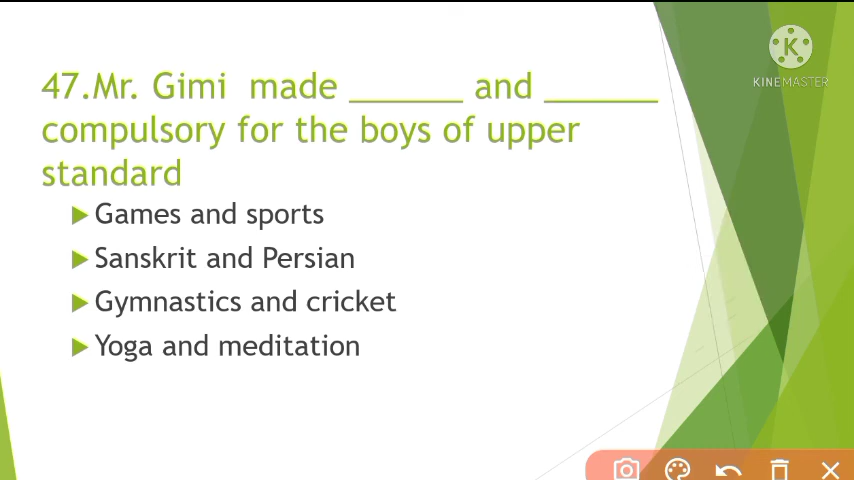 47.Mr. Gimi made ______ and ______
compulsory for the boys of upper
standard
Games and sports
Sanskrit and Persian
Gymnastics and cricket
Yoga and meditation
K
KINEMASTER